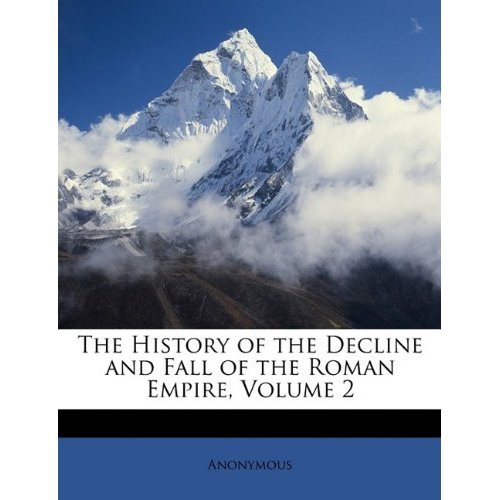 The History of the Decline
and Fall of the Roman
Empire, Volume 2
Anonymous